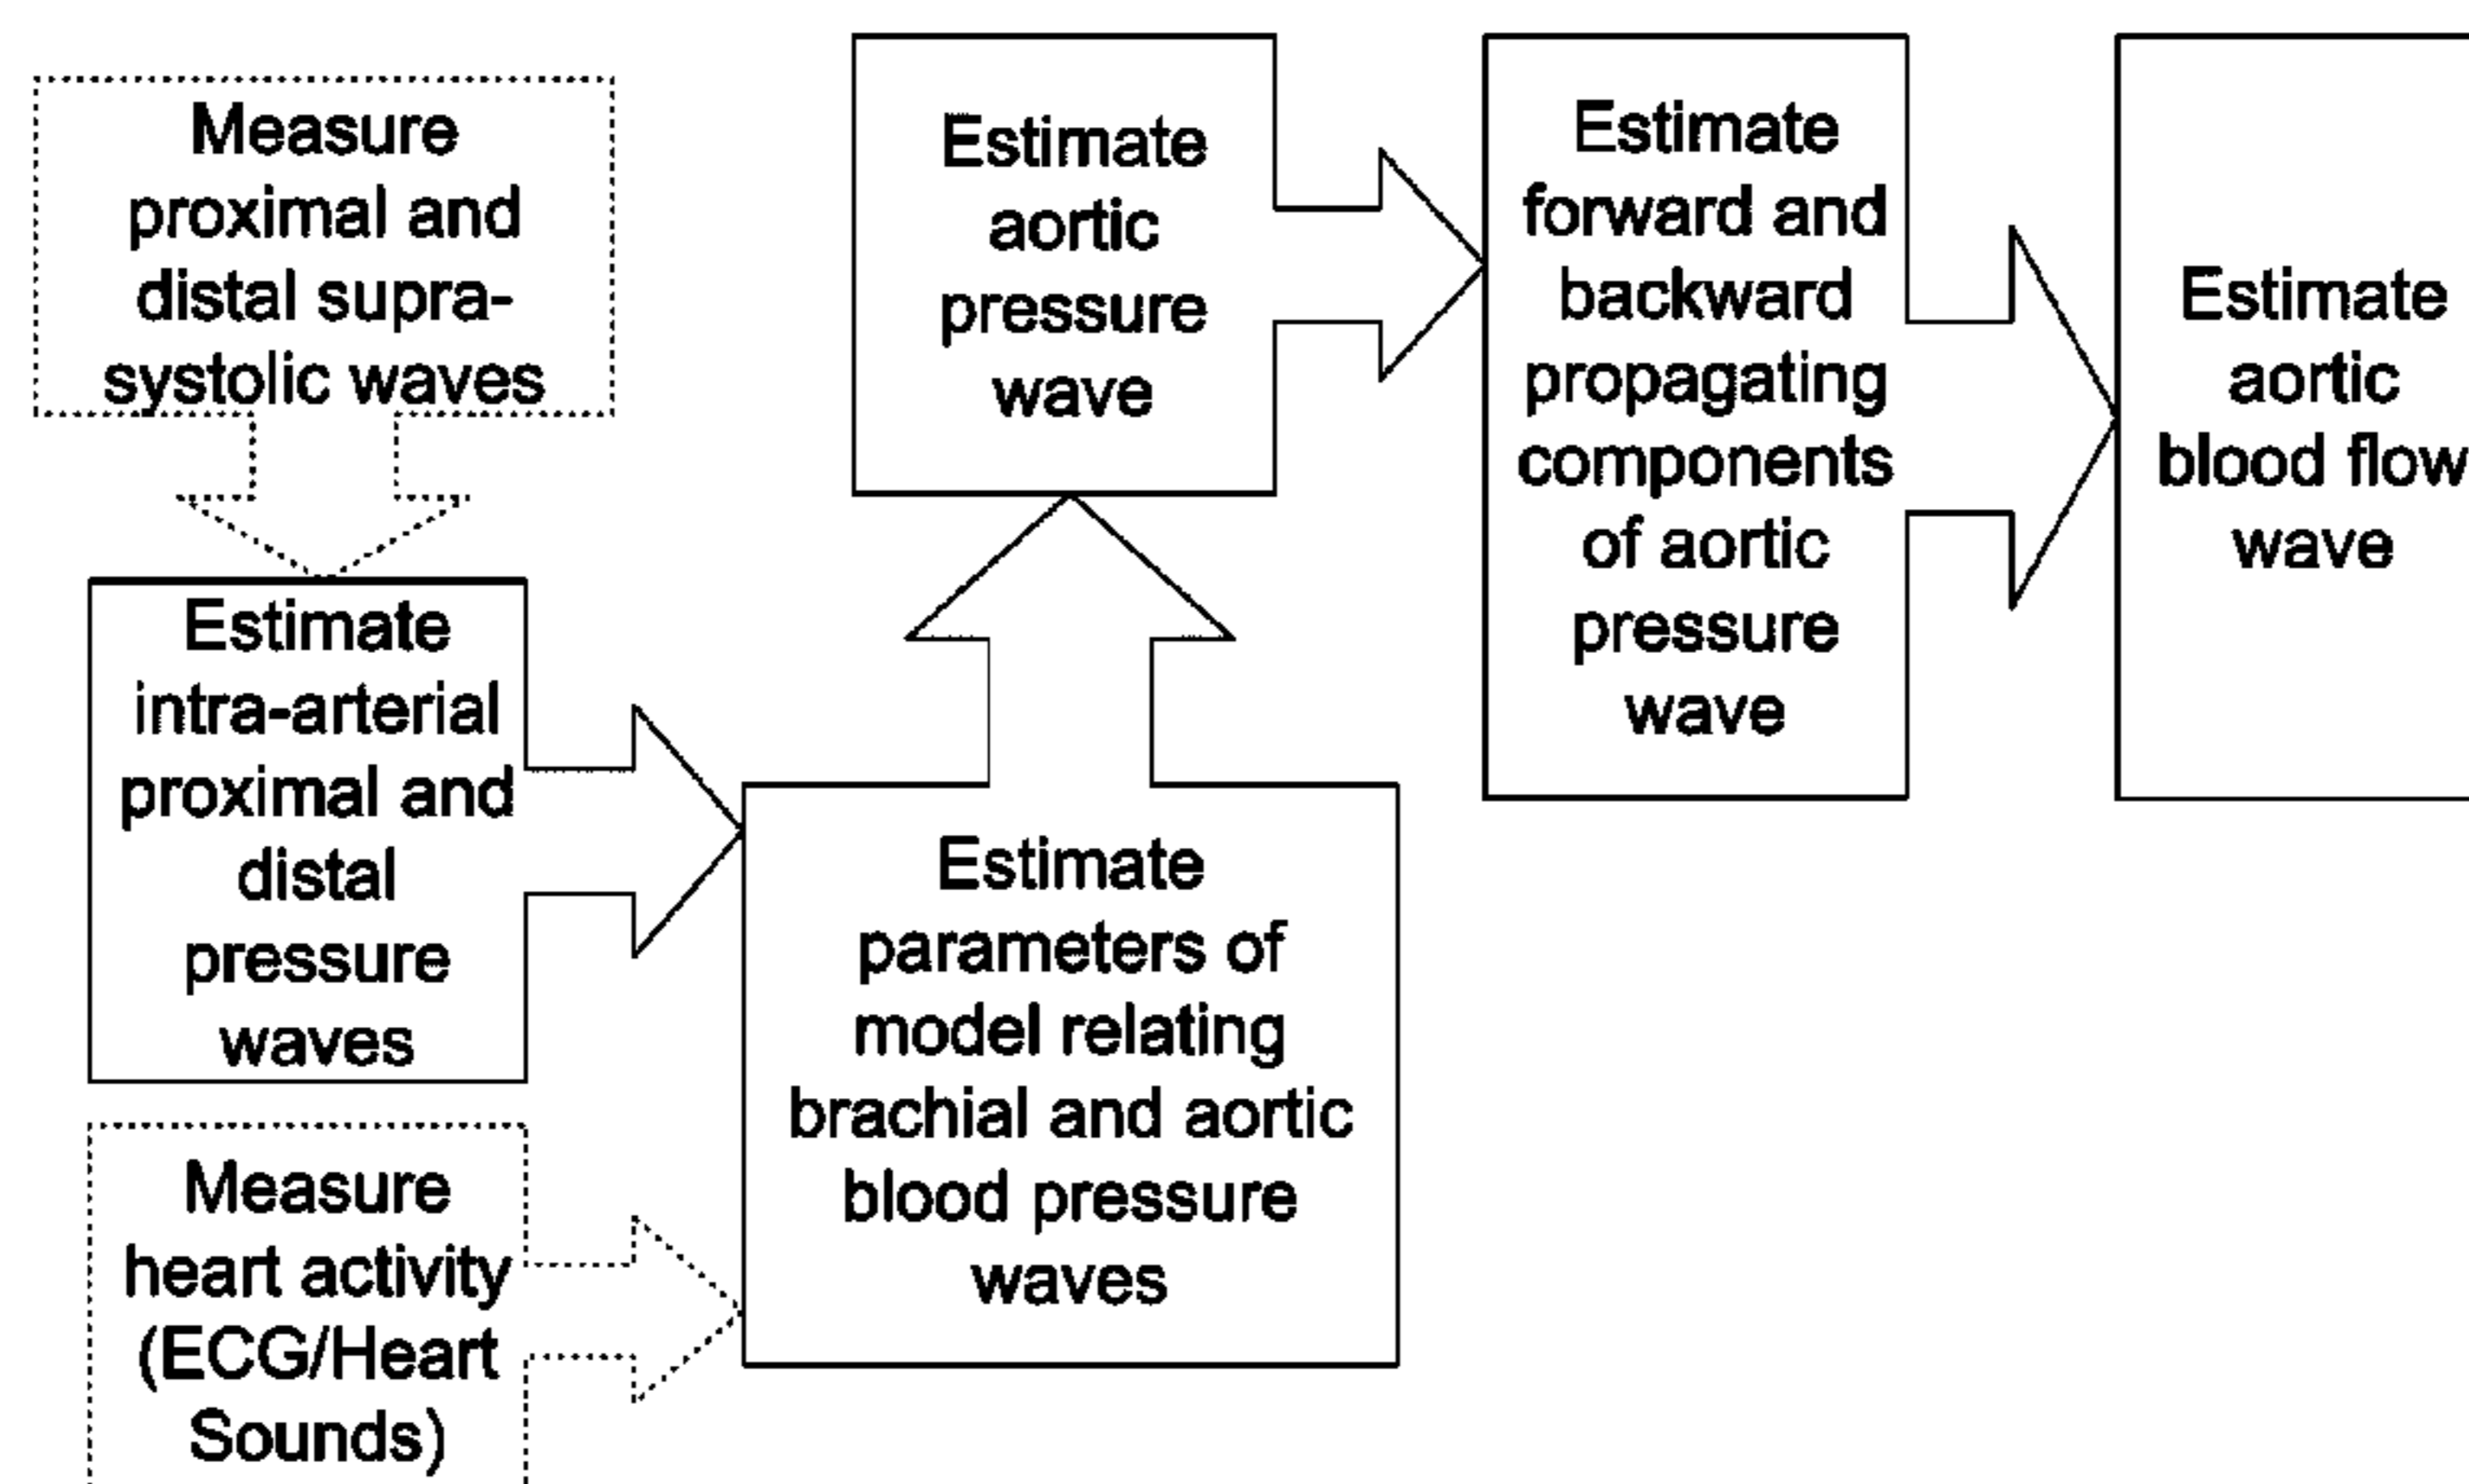 Measure
proximal and
distal supra-
systolic waves
Estimate
intra-arterial
proximal and
distal
pressure
waves
Measure
heart activity
(ECG/Heart
Sounds)
Estimate
parameters of
model relating
brachial and aortic
blood pressure
waves
Estimate
aortic
pressure
wave
Estimate
forward and
backward
propagating
components
of aortic
pressure
wave
Estimate
aortic
blood flow
wave